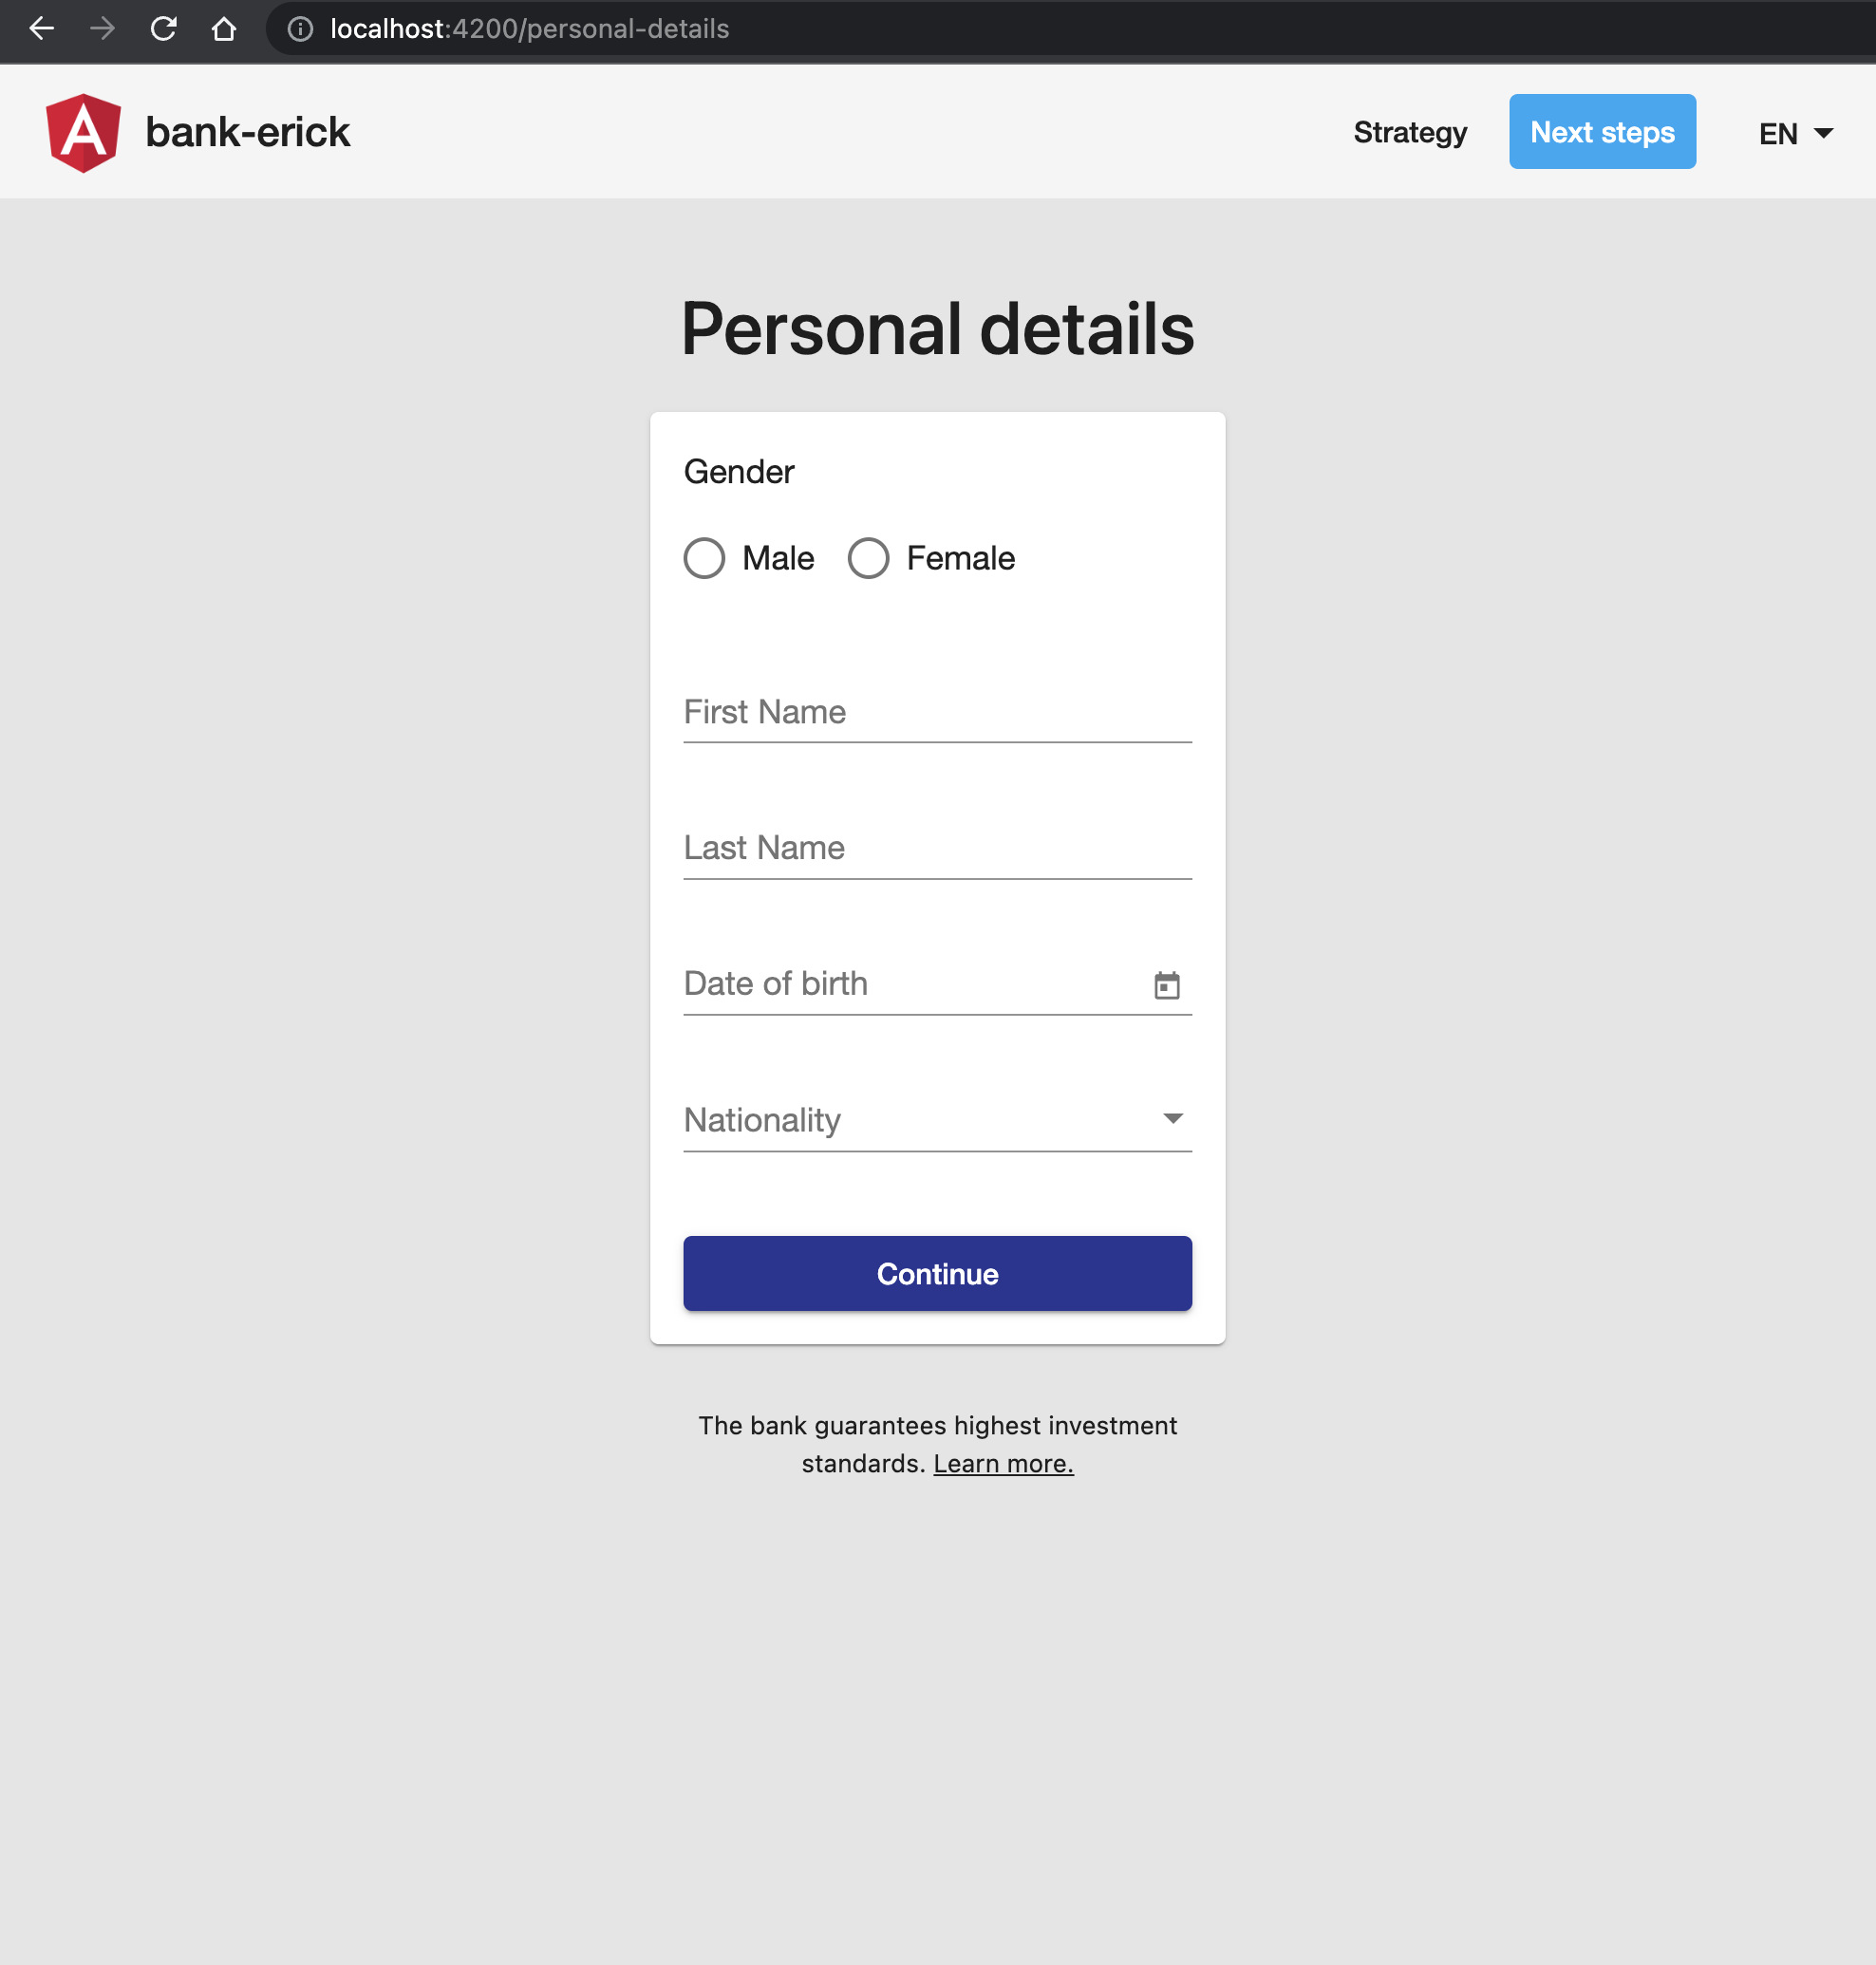 localhost:4200/personal-details
bank-erick
Strategy
Next steps
EN
Personal details
Gender
Male
Female
First Name
Last Name
Date of birth
Nationality
Continue
The bank guarantees highest investment
standards. Learn more.